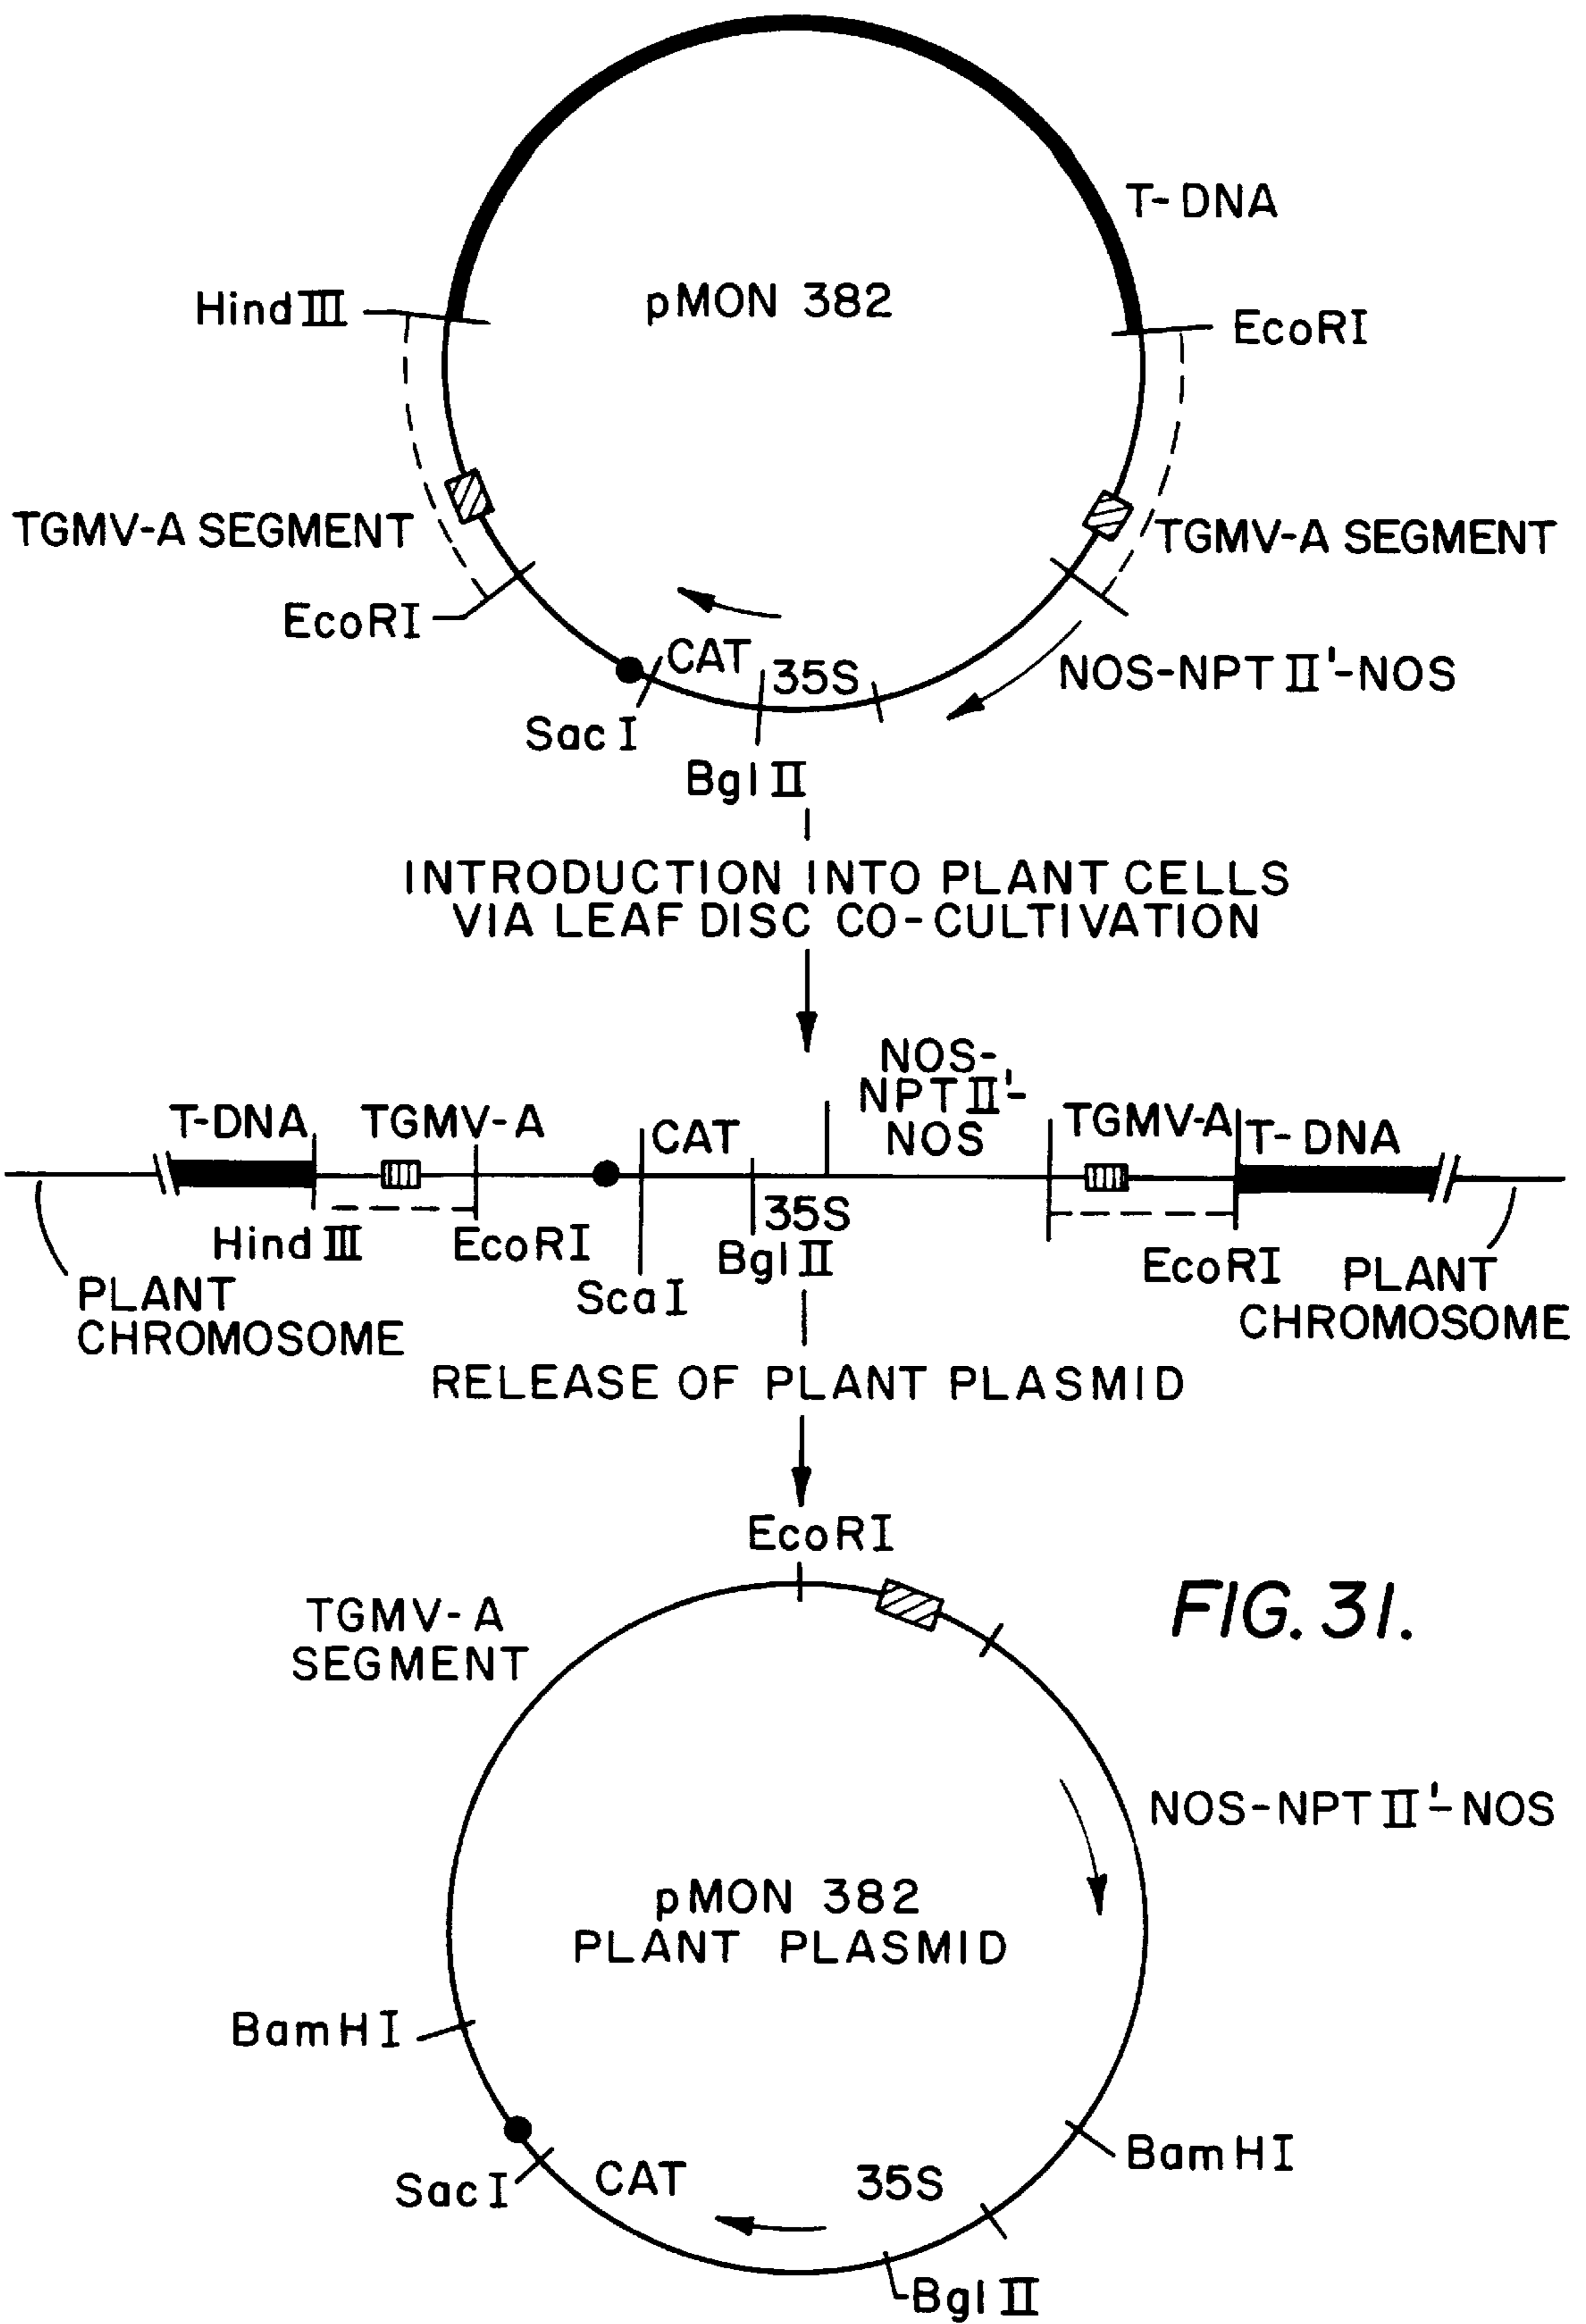 T-DNA
pMON 382
Hind III
EcoRI
TGMV-A SEGMENT
TGMV-A SEGMENT
EcoRI
CAT
35S
NOS-NPT II'-NOS
Sac I
Bgl II
INTRODUCTION INTO PLANT CELLS
VIA LEAF DISC CO-CULTIVATION
NOS-
NPT II'-
NOS
T-DNA
TGMV-A
CAT
TGMV-A
T-DNA
35S
Hind III
EcoRI
Bgl II
EcoRI
PLANT
CHROMOSOME
Sca I
PLANT
CHROMOSOME
RELEASE OF PLANT PLASMID
EcoRI
FIG. 31.
TGMV-A
SEGMENT
NOS-NPT II'-NOS
pMON 382
PLANT PLASMID
BamHI
BamHI
Sac I
CAT
35S
Bgl II